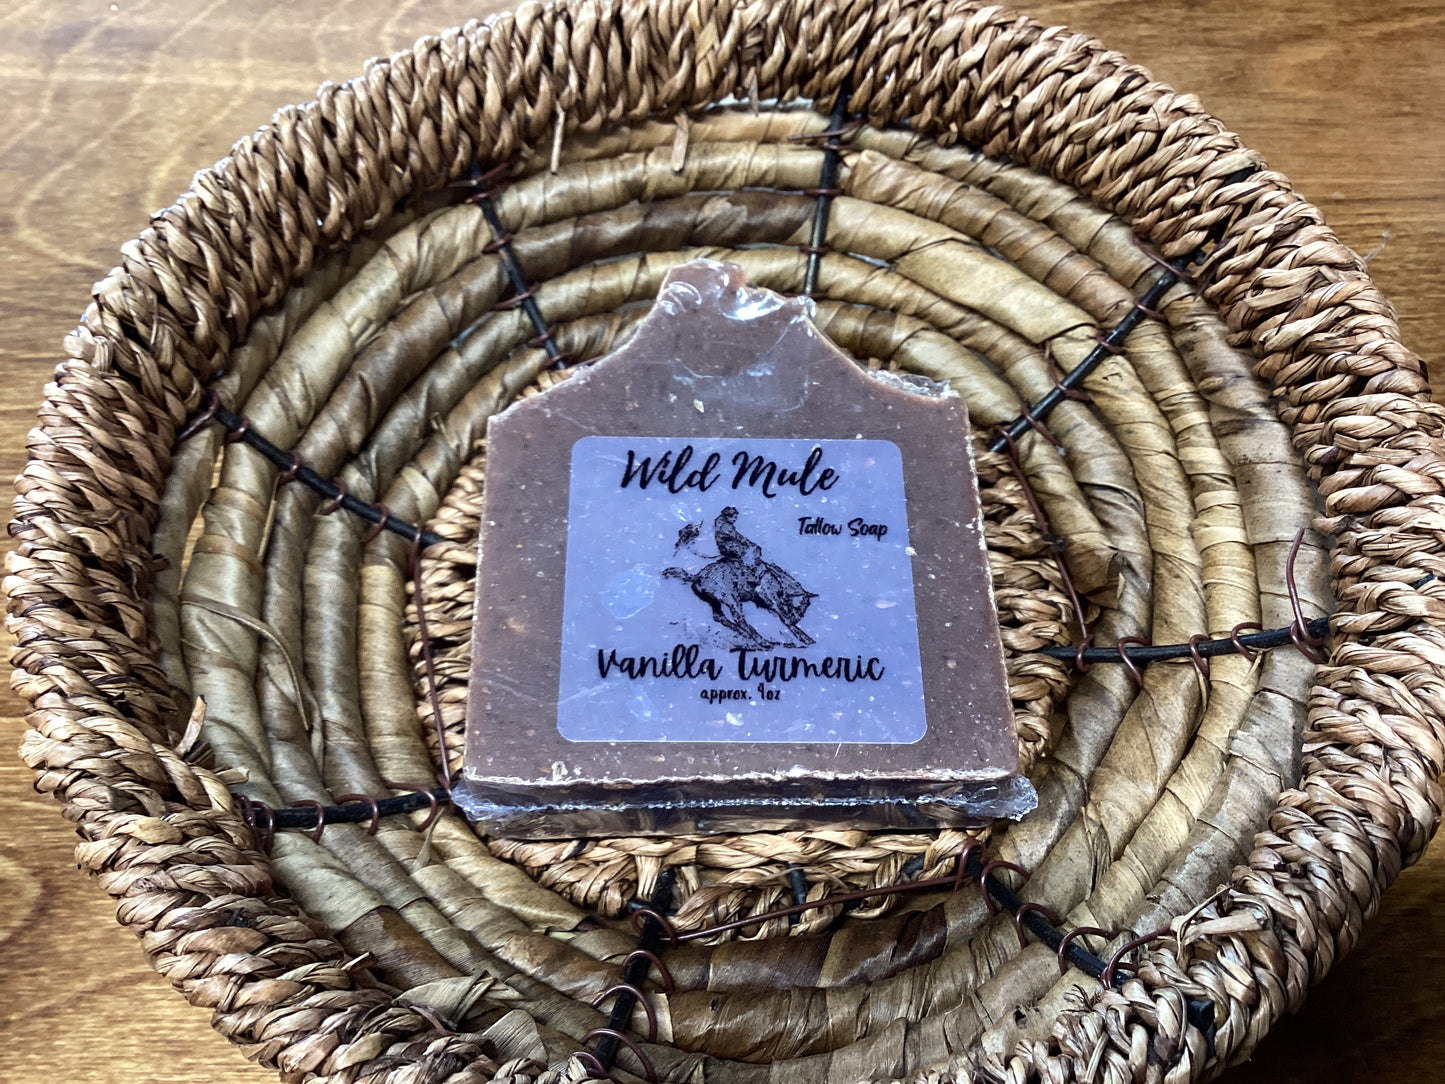 Wild Mule
Tallow Soap
Vanilla Turmeric
approx. 4oz